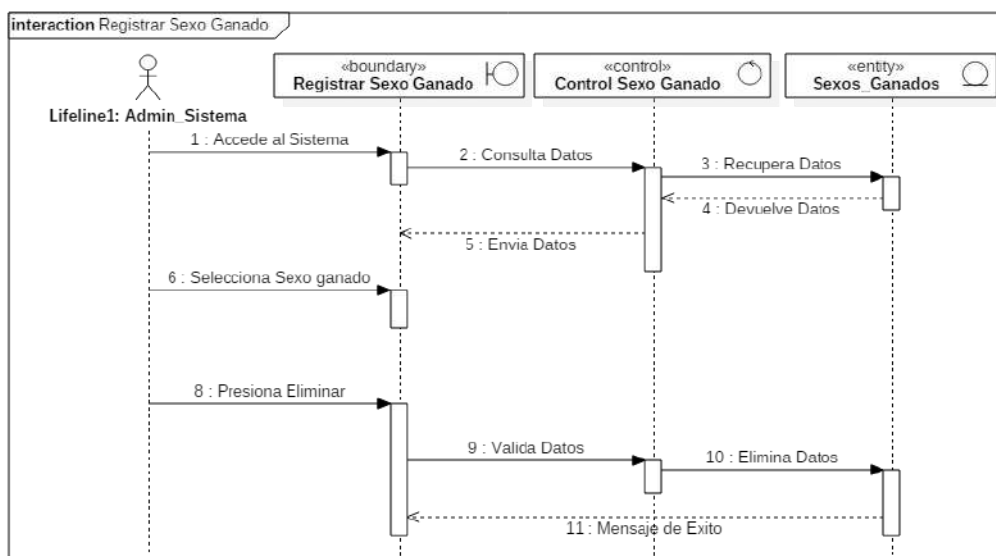 interaction Registrar Sexo Ganado
«boundary»
Registrar Sexo Ganado
«control»
Control Sexo Ganado
«entity»
Sexos_Ganados
Lifeline1: Admin_Sistema
1 : Accede al Sistema
2 : Consulta Datos
3 : Recupera Datos
4 : Devuelve Datos
5 : Envia Datos
6 : Selecciona Sexo ganado
8 : Presiona Eliminar
9 : Valida Datos
10 : Elimina Datos
11 : Mensaje de Exito